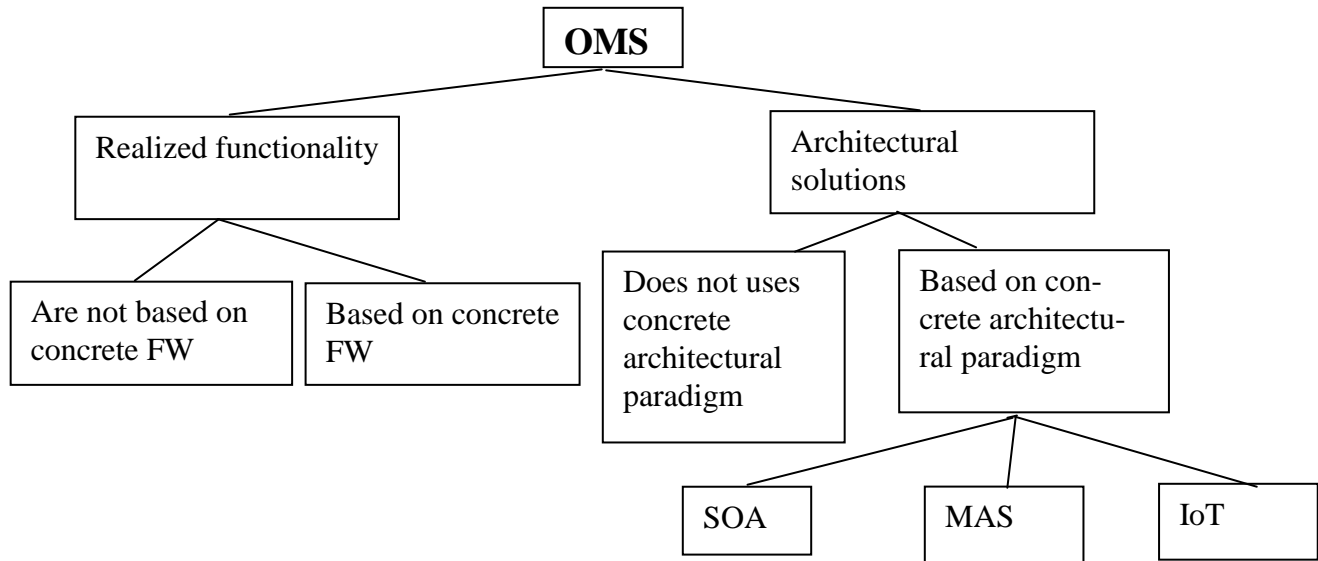 OMS
Realized functionality
Architectural
solutions
Are not based on
concrete FW
Based on concrete
FW
Does not uses
concrete
architectural
paradigm
Based on con-
crete architectu-
ral paradigm
SOA
MAS
IoT